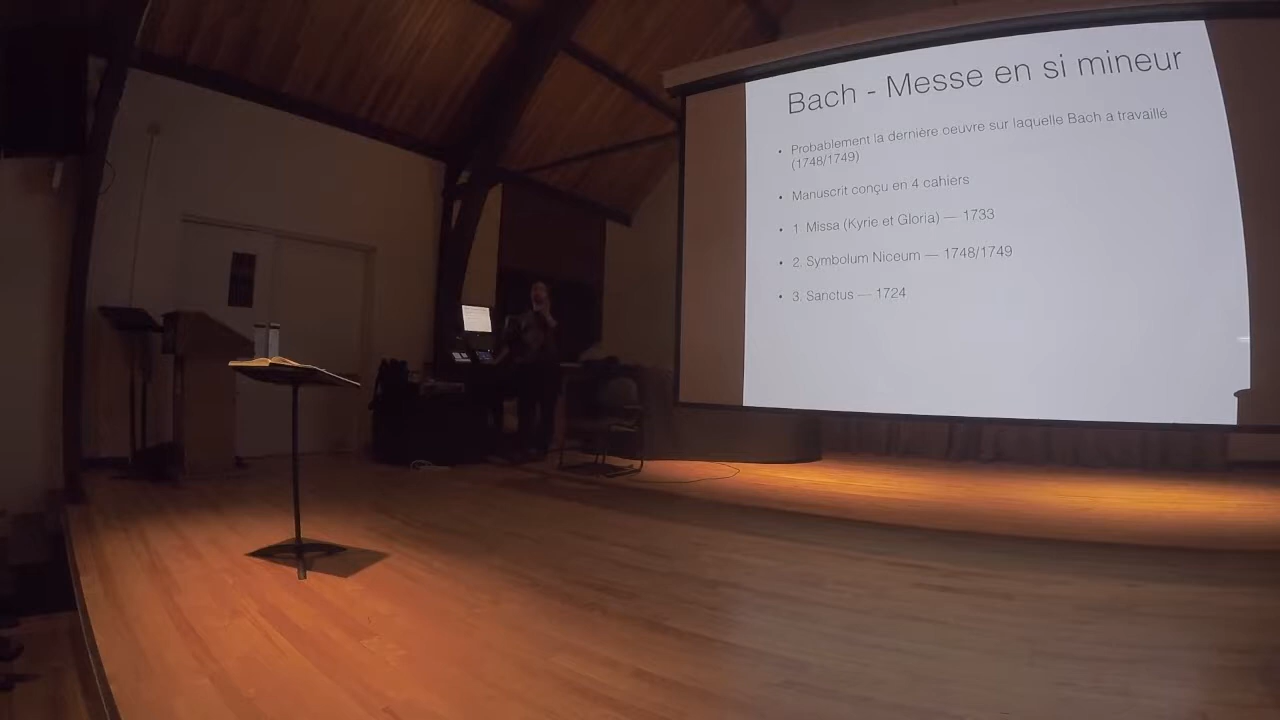 Bach - Messe en si mineur
• Probablement la dernière oeuvre sur laquelle Bach a travaillé
(1748/1749)
• Manuscrit conçu en 4 cahiers
• 1. Missa (Kyrie et Gloria) — 1733
• 2. Symbolum Niceum — 1748/1749
• 3. Sanctus — 1724